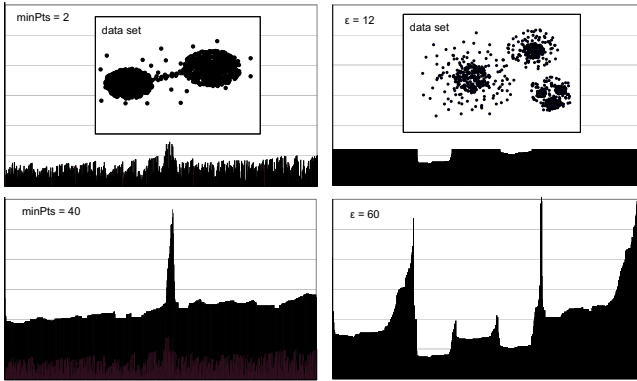 minPts = 2
data set
ε = 12
data set
minPts = 40
ε = 60